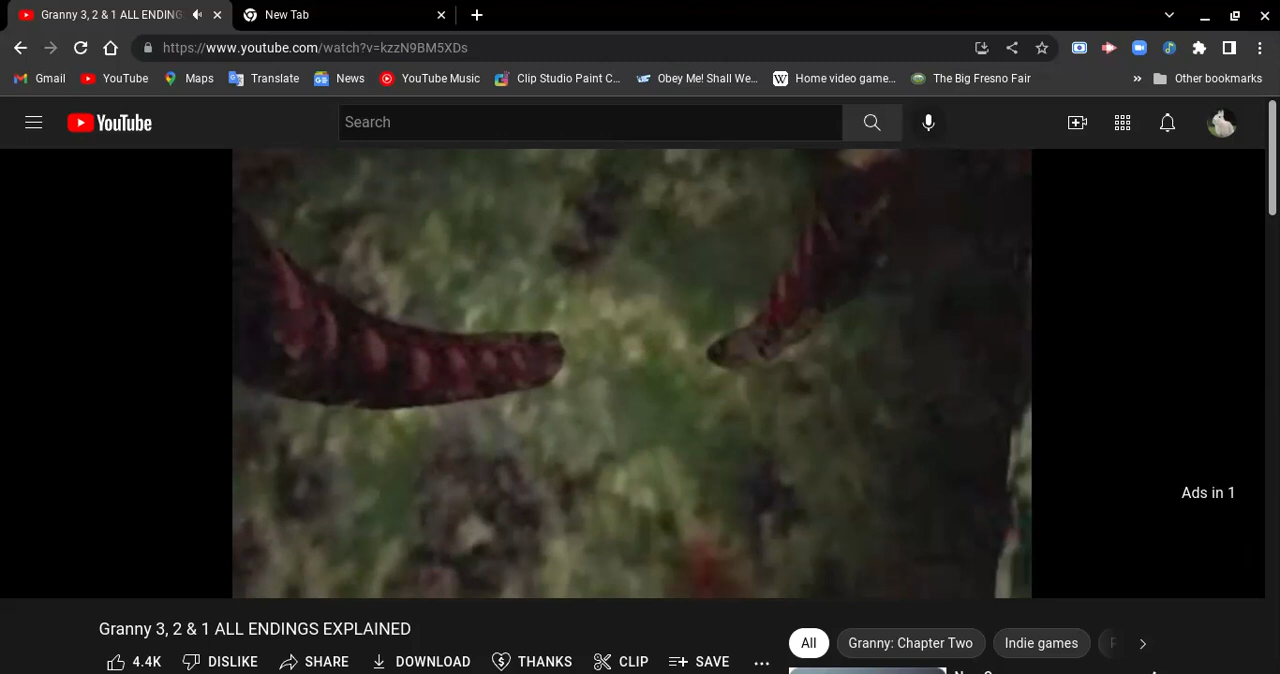 Granny 3, 2 & 1 ALL ENDING
New Tab
https://www.youtube.com/watch?v=kzzN9BM5XDs
Gmail
YouTube
Maps
Translate
News
YouTube Music
Clip Studio Paint C...
Obey Me! Shall We...
Home video game...
The Big Fresno Fair
»
Other bookmarks
YouTube
Search
Ads in 1
Granny 3, 2 & 1 ALL ENDINGS EXPLAINED
4.4K
DISLIKE
SHARE
DOWNLOAD
THANKS
CLIP
SAVE
All
Granny: Chapter Two
Indie games